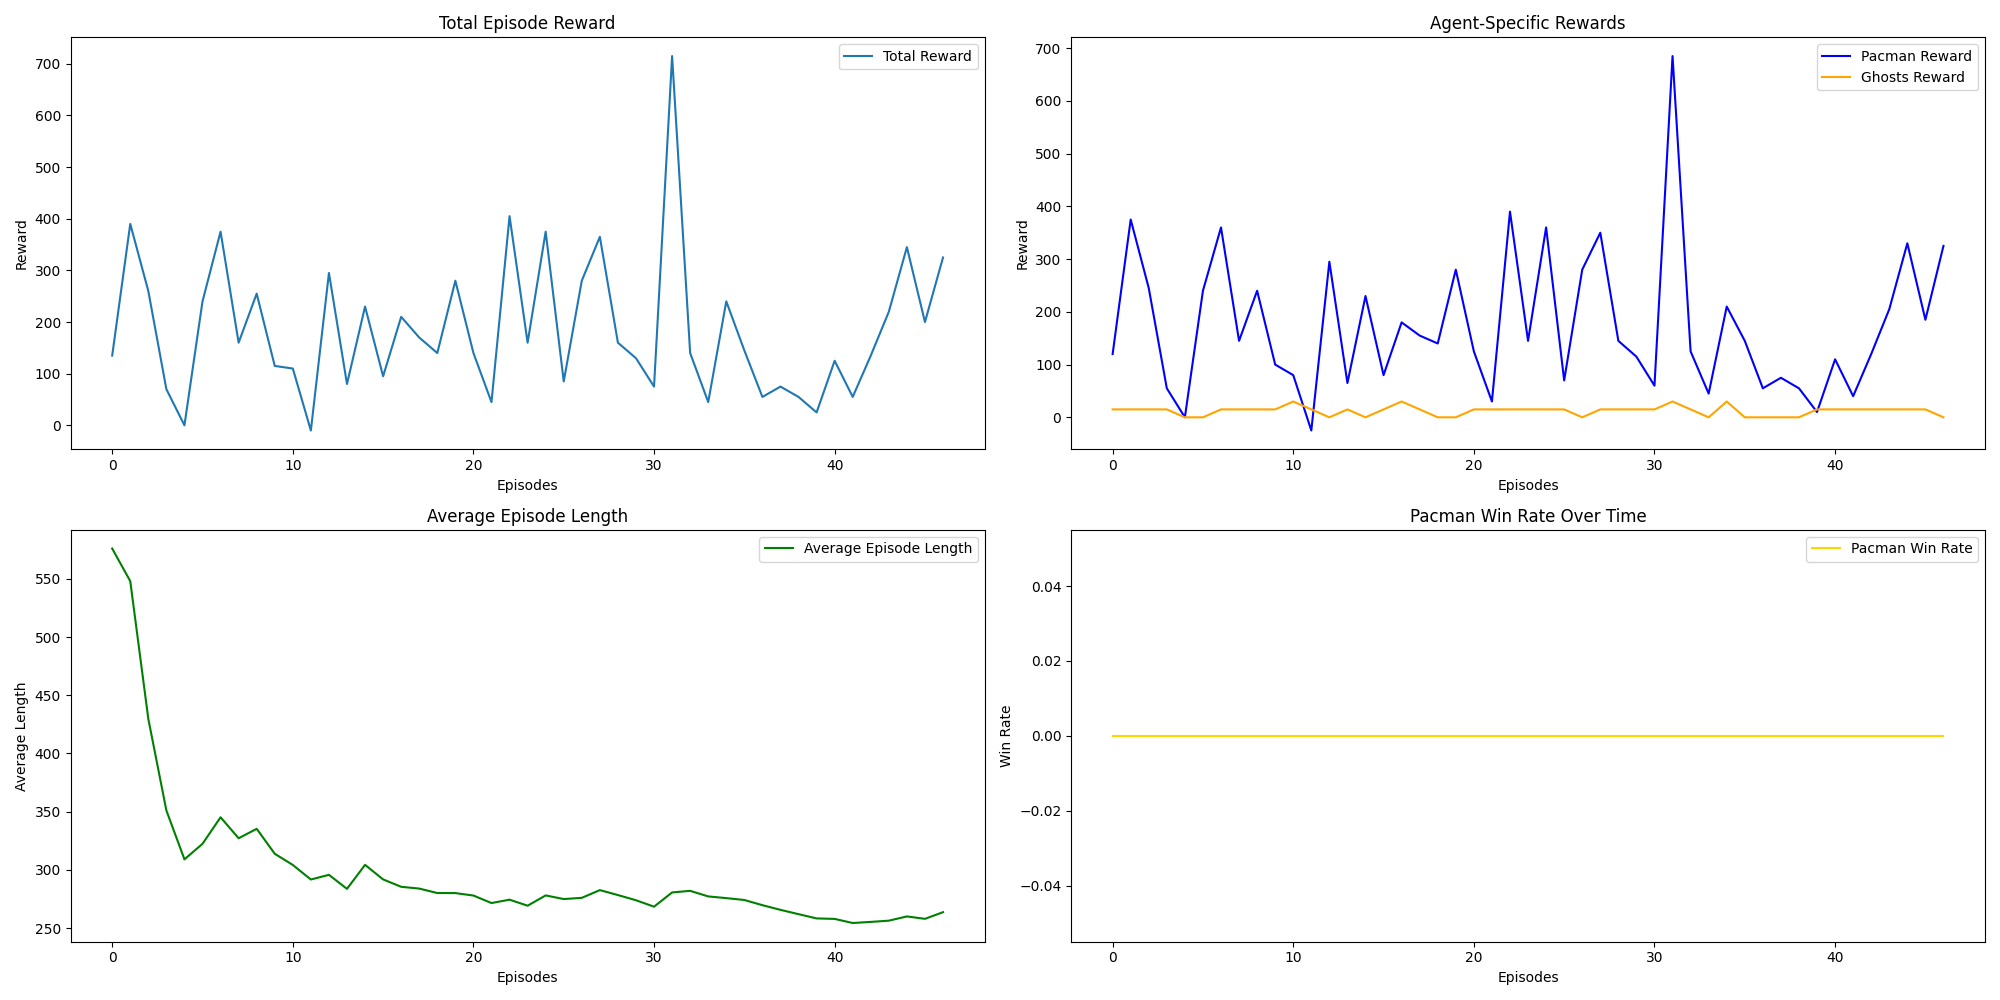 Total Episode Reward
Total Reward
700
600
500
400
300
200
100
0
Reward
0 10 20 30 40
Episodes
Agent-Specific Rewards
Pacman Reward
Ghosts Reward
700
600
500
400
300
200
100
0
Reward
0 10 20 30 40
Episodes
Average Episode Length
Average Episode Length
550
500
450
400
350
300
250
Average Length
0 10 20 30 40
Episodes
Pacman Win Rate Over Time
Pacman Win Rate
0.04
0.02
0.00
−0.02
−0.04
Win Rate
0 10 20 30 40
Episodes